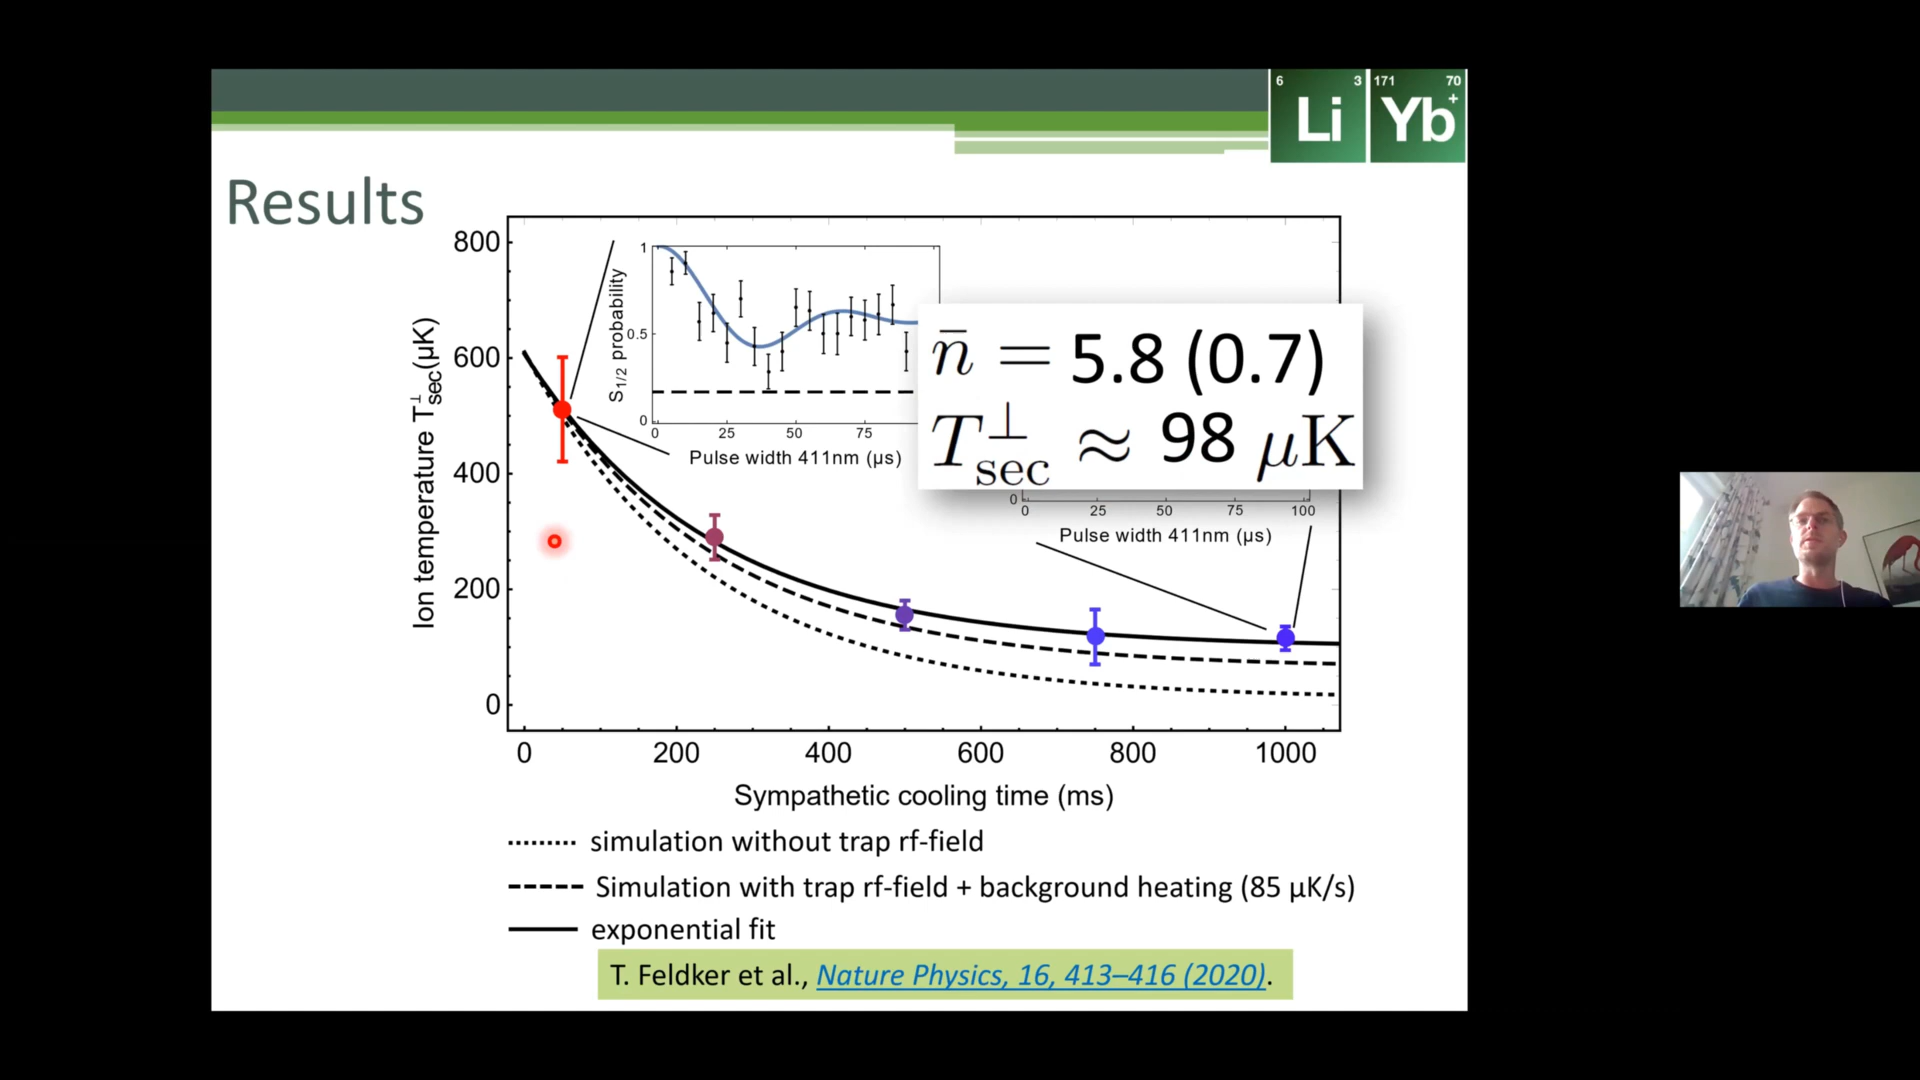 6 3 171 70
Li Yb+
Results
800
600
400
200
0
Ion temperature T⊥sec(µK)
1
0.5
0
S1/2 probability
0 25 50 75
Pulse width 411nm (µs)
n̄ = 5.8 (0.7)
T⊥sec ≈ 98 µK
0
0 25 50 75 100
Pulse width 411nm (µs)
0 200 400 600 800 1000
Sympathetic cooling time (ms)
simulation without trap rf-field
Simulation with trap rf-field + background heating (85 µK/s)
exponential fit
T. Feldker et al., Nature Physics, 16, 413–416 (2020).